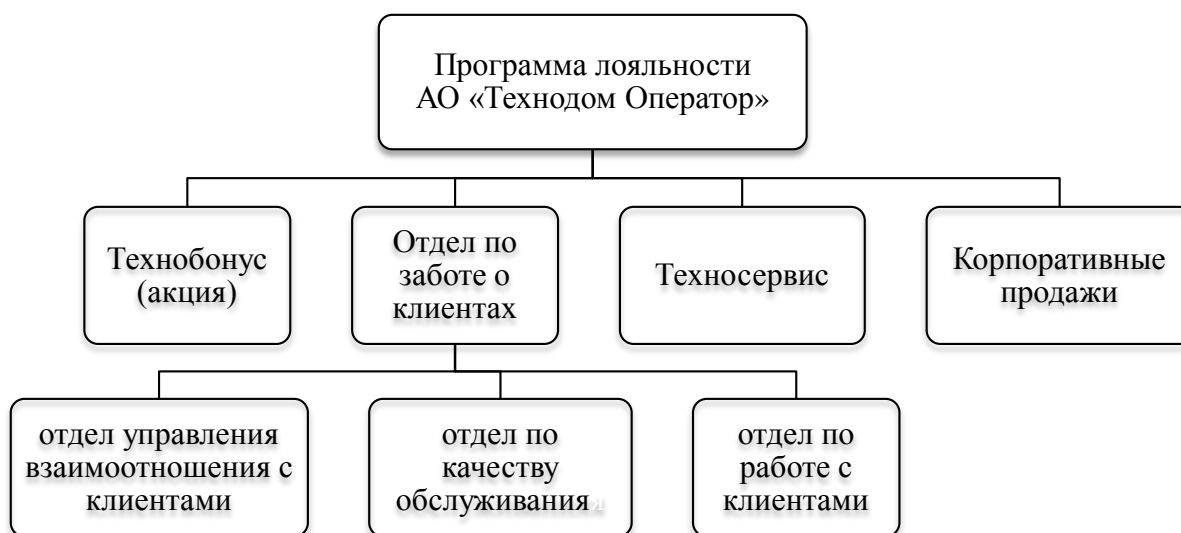 Программа лояльности
АО «Технодом Оператор»
Технобонус
(акция)
Отдел по
заботе о
клиентах
Техносервис
Корпоративные
продажи
отдел управления
взаимоотношения с
клиентами
отдел по
качеству
обслуживания
отдел по
работе с
клиентами